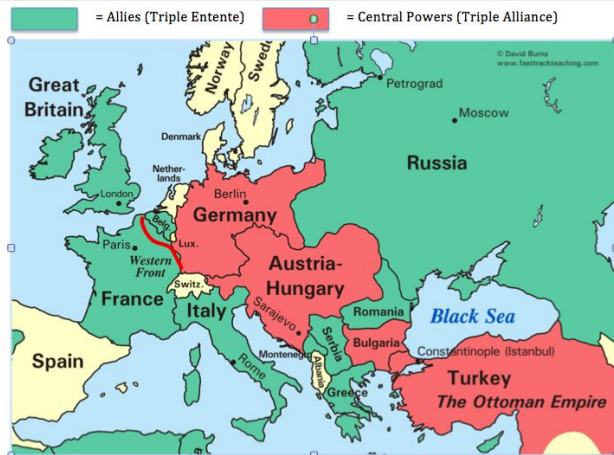 = Allies (Triple Entente)
= Central Powers (Triple Alliance)
© David Burns
www.fasttrackteaching.com
Norway
Swed
Petrograd
Great
Britain
Moscow
Denmark
Russia
Nether-
lands
London
Berlin
Germany
Belg.
Paris
Lux.
Western
Front
Austria-
Hungary
Switz.
France
Italy
Sarajevo
Romania
Black Sea
Serbia
Bulgaria
Montenegro
Constantinople (Istanbul)
Spain
Rome
Albania
Turkey
Greece
The Ottoman Empire